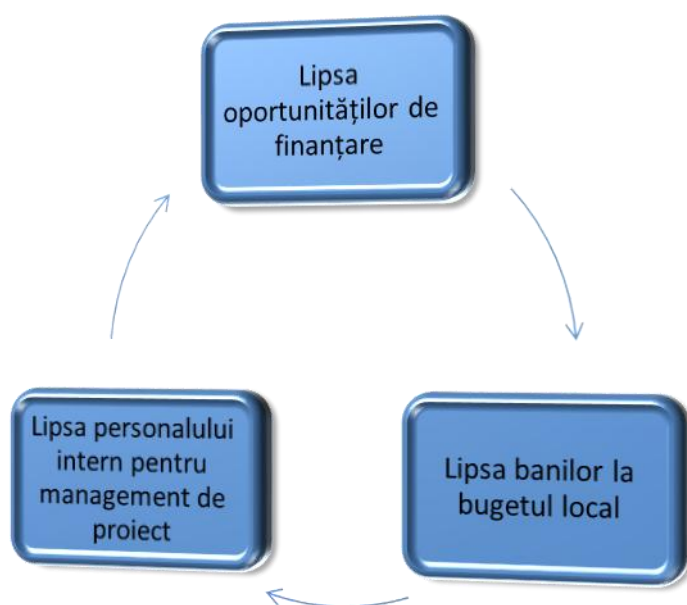 Lipsa
oportunităților de
finanțare
Lipsa banilor la
bugetul local
Lipsa personalului
intern pentru
management de
proiect